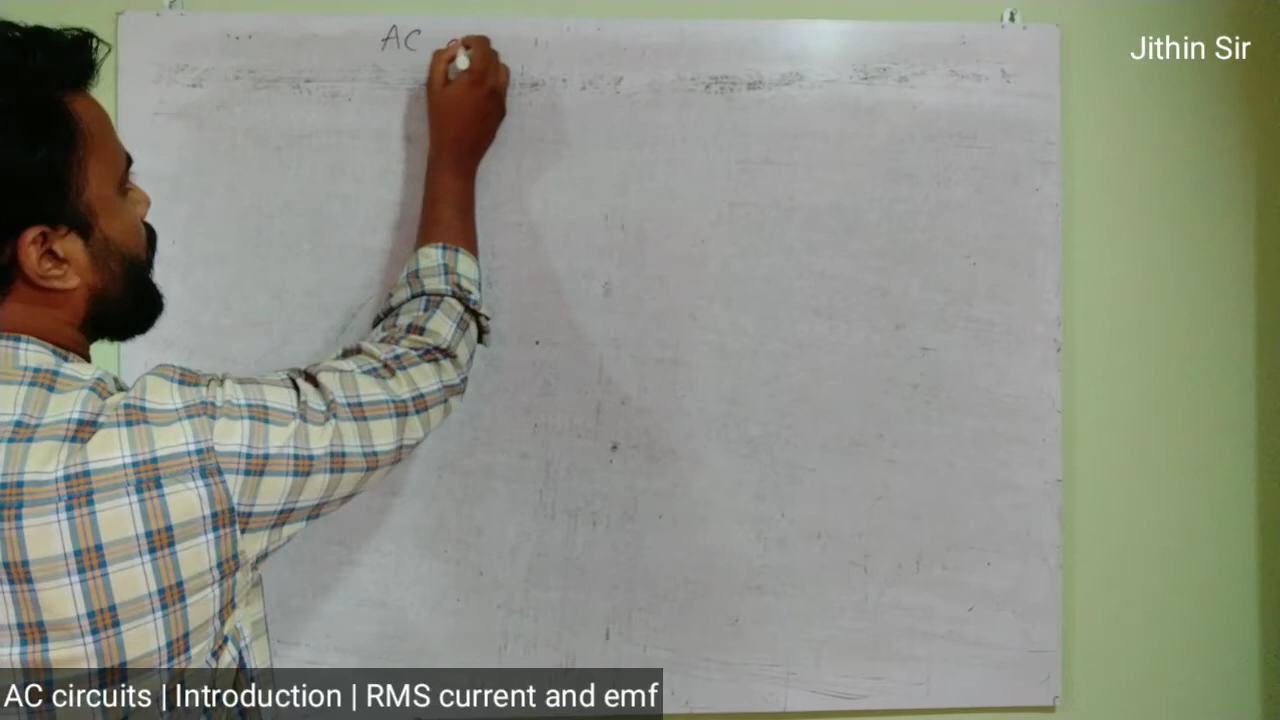 AC
Jithin Sir
AC circuits | Introduction | RMS current and emf